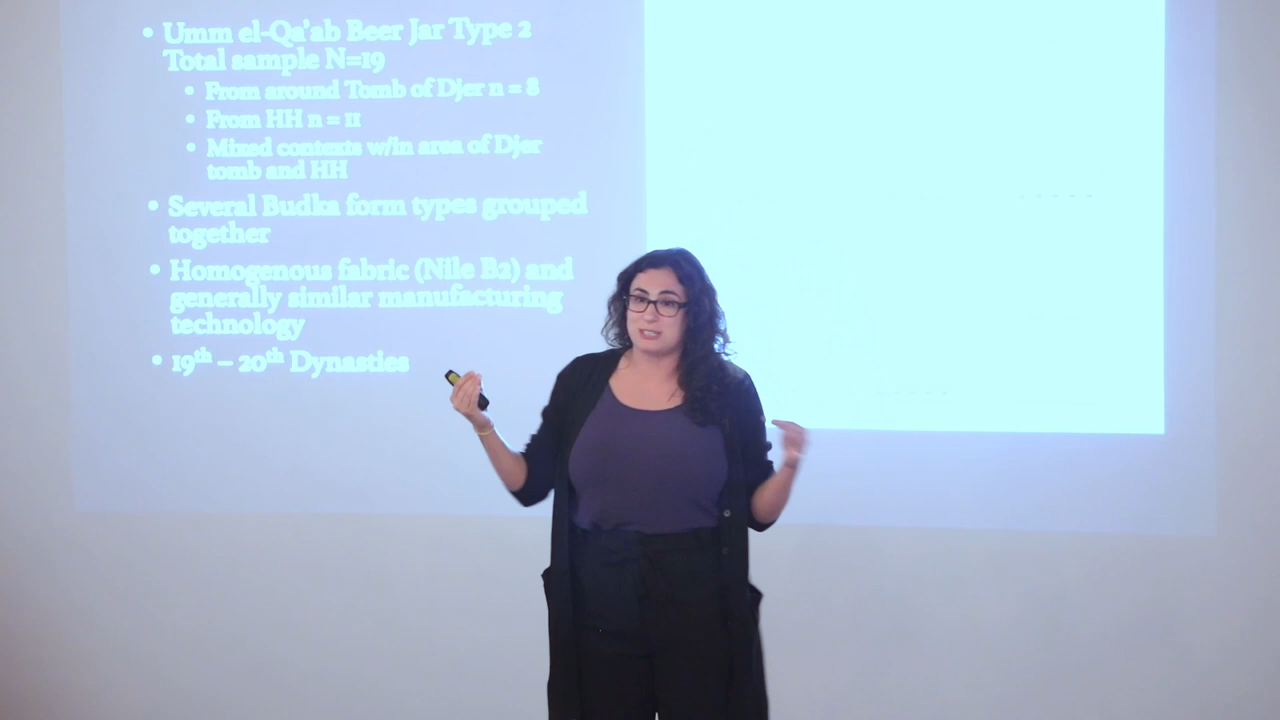 • Umm el-Qa'ab Beer Jar Type 2
Total sample N=19
• From around Tomb of Djer n = 8
• From HH n = 11
• Mixed contexts w/in area of Djer
tomb and HH
• Several Budka form types grouped
together
• Homogenous fabric (Nile B2) and
generally similar manufacturing
technology
• 19th – 20th Dynasties